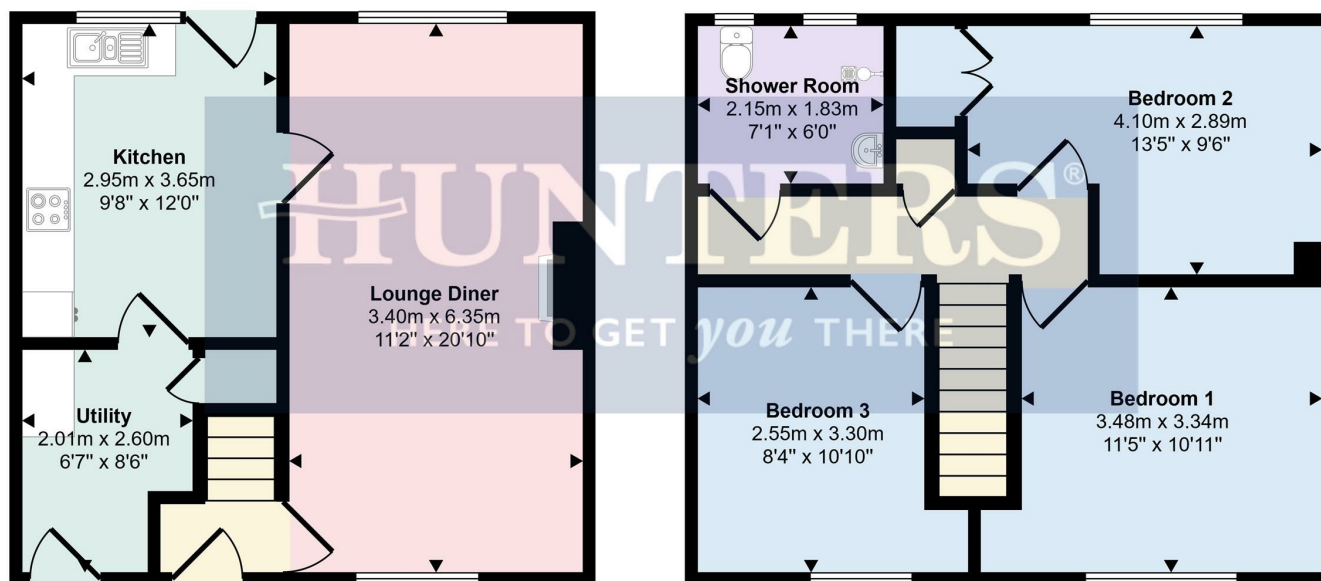 Kitchen
2.95m x 3.65m
9'8" x 12'0"
Utility
2.01m x 2.60m
6'7" x 8'6"
Lounge Diner
3.40m x 6.35m
11'2" x 20'10"
Shower Room
2.15m x 1.83m
7'1" x 6'0"
Bedroom 2
4.10m x 2.89m
13'5" x 9'6"
Bedroom 3
2.55m x 3.30m
8'4" x 10'10"
Bedroom 1
3.48m x 3.34m
11'5" x 10'11"
HUNTERS®
HERE TO GET you THERE